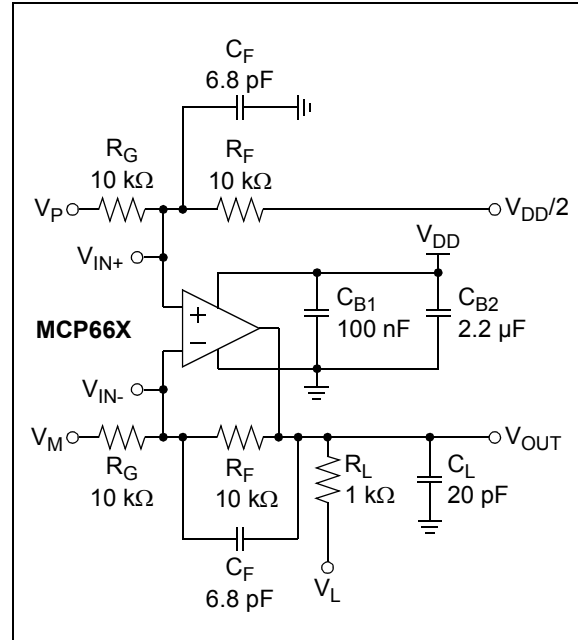 C_F
6.8 pF
R_G
10 kΩ
R_F
10 kΩ
V_P
V_DD/2
V_IN+
V_DD
MCP66X
+
−
C_B1
100 nF
C_B2
2.2 µF
V_IN-
V_M
V_OUT
R_G
10 kΩ
R_F
10 kΩ
R_L
1 kΩ
C_L
20 pF
C_F
6.8 pF
V_L